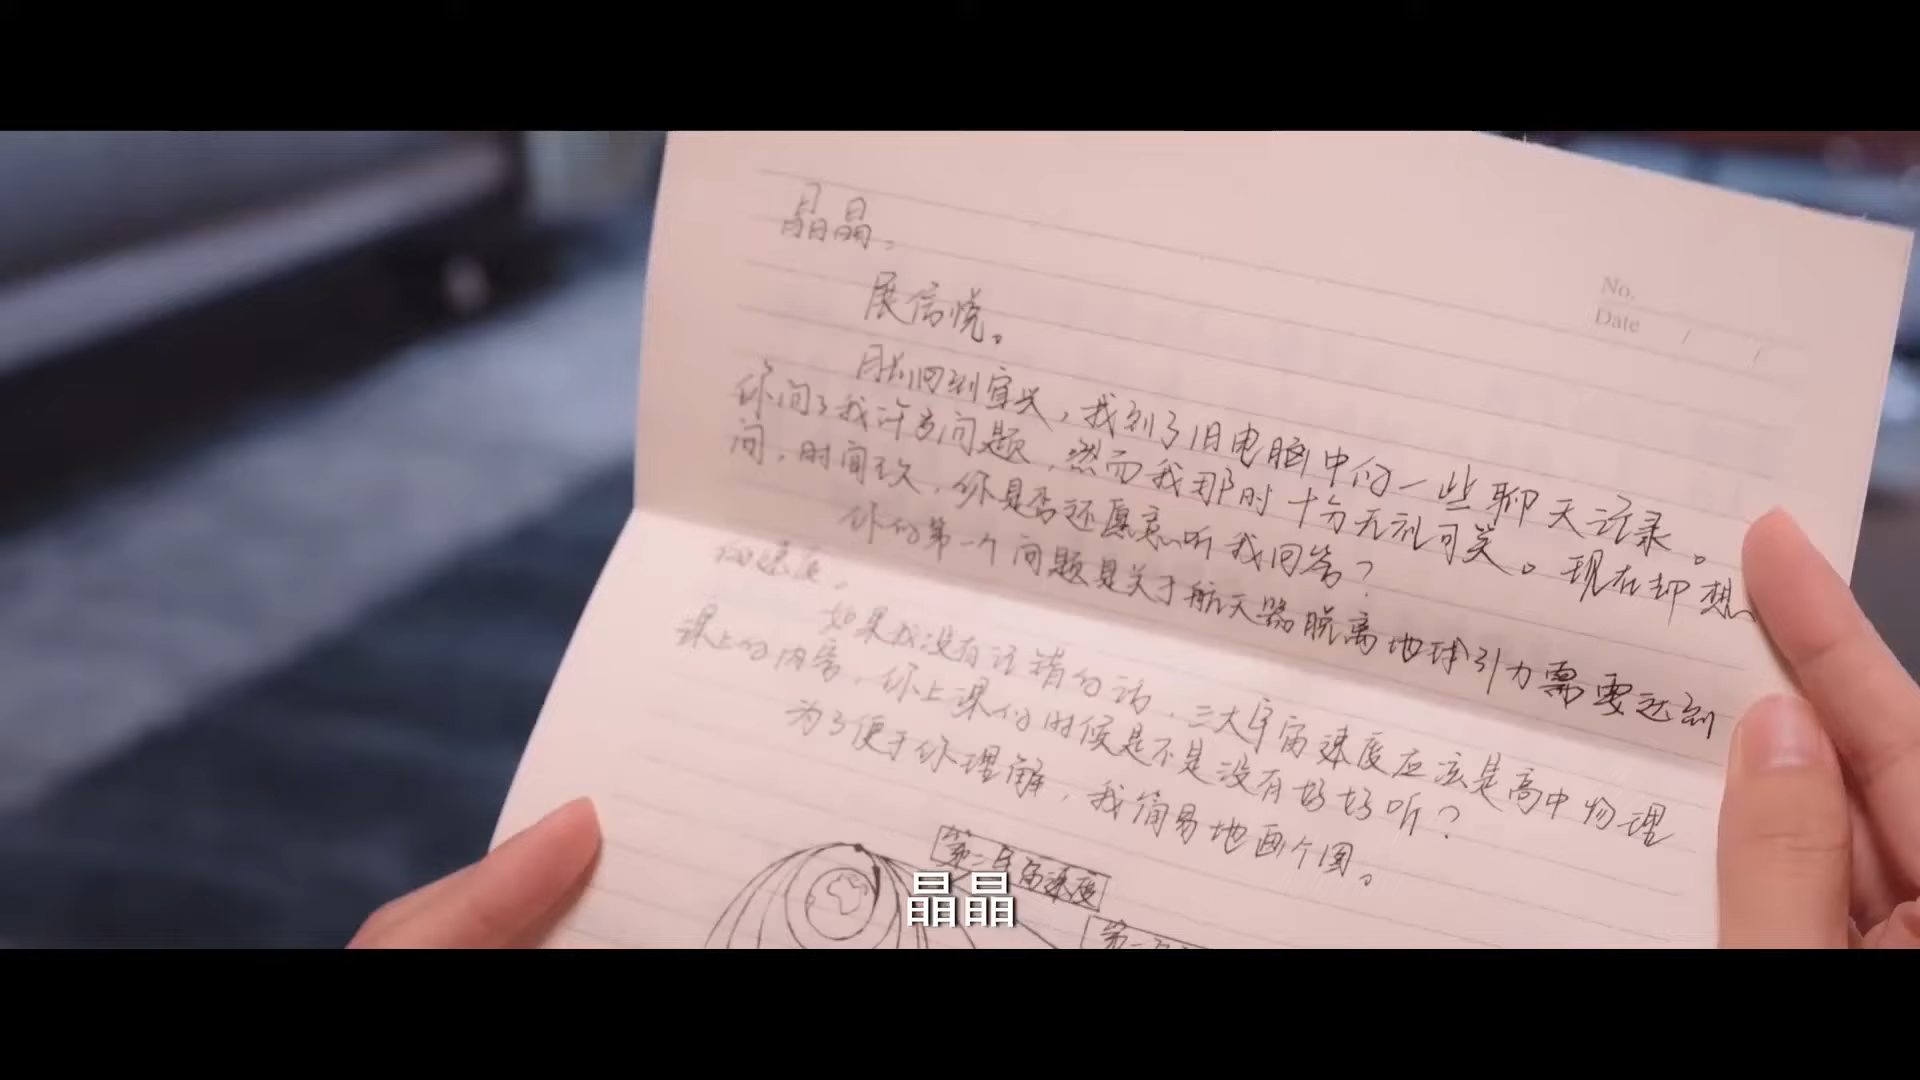 晶晶。
No.
展信悦。
Date / /
月前回到宜兴，我到了旧电脑中的一些聊天记录。
你问了我许多问题，然而我那时十分无礼可笑。现在却想
问，时间久，你是否还愿意听我回答？
你的第一个问题是关于航天器脱离地球引力需要达到
的速度。
如果我没有记错的话，三大宇宙速度应该是高中物理
课上的内容，你上课的时候是不是没有好好听？
为了便于你理解，我简易地画个图。
第二宇宙速度
第一
晶晶